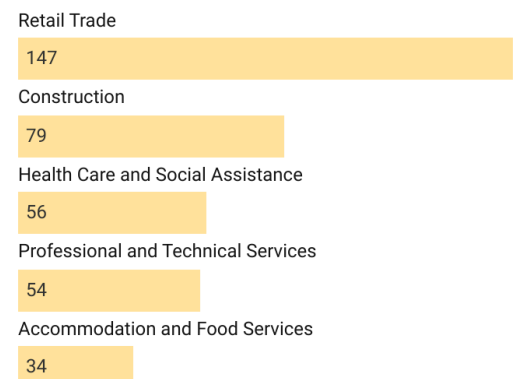 Retail Trade
147
Construction
79
Health Care and Social Assistance
56
Professional and Technical Services
54
Accommodation and Food Services
34